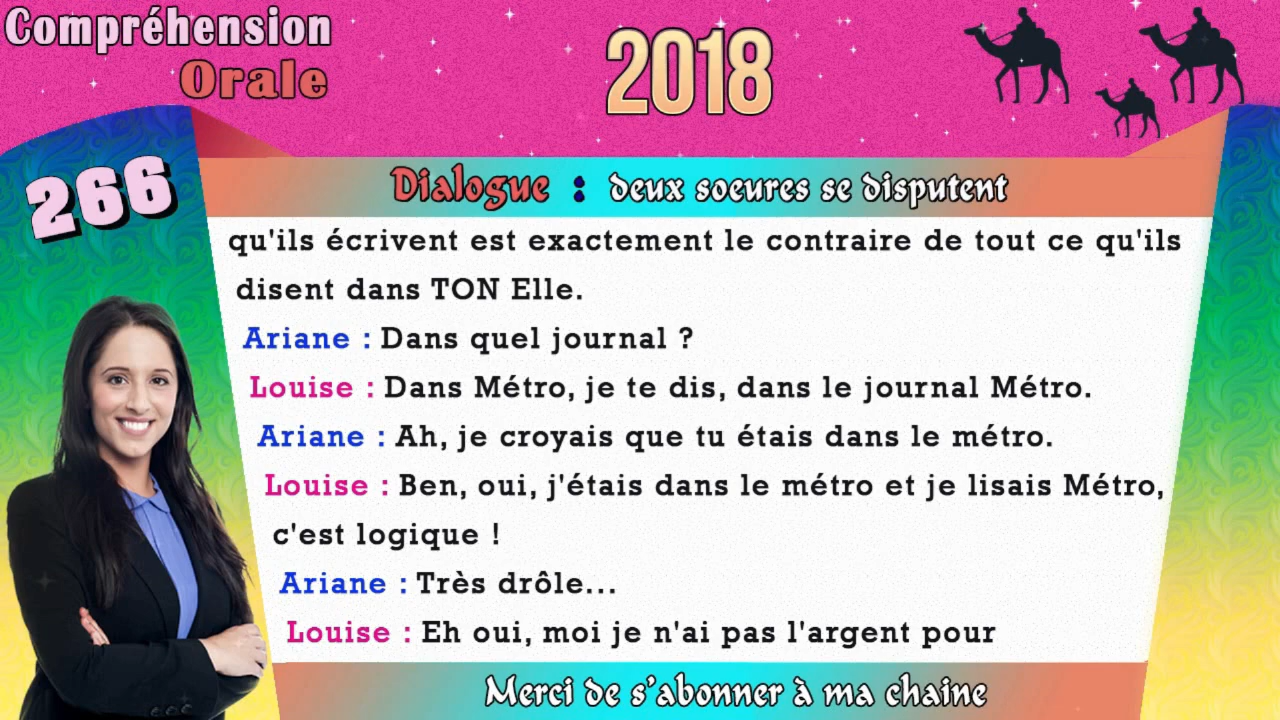 Compréhension
Orale
2018
266
Dialogue : deux soeures se disputent
qu'ils écrivent est exactement le contraire de tout ce qu'ils
disent dans TON Elle.
Ariane : Dans quel journal ?
Louise : Dans Métro, je te dis, dans le journal Métro.
Ariane : Ah, je croyais que tu étais dans le métro.
Louise : Ben, oui, j'étais dans le métro et je lisais Métro,
c'est logique !
Ariane : Très drôle...
Louise : Eh oui, moi je n'ai pas l'argent pour
Merci de s'abonner à ma chaine